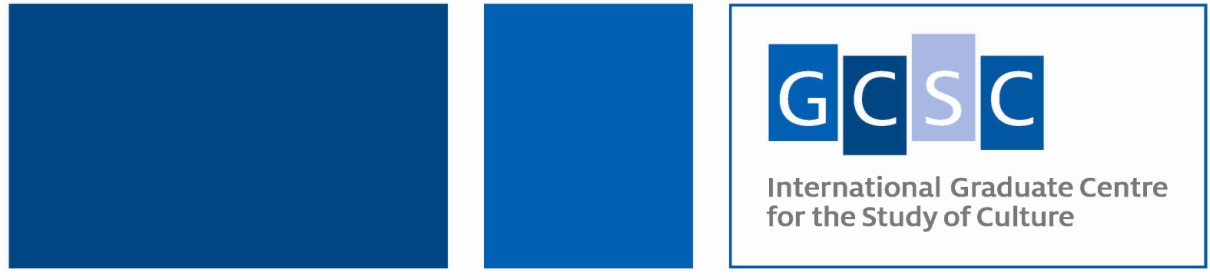 GCSC
International Graduate Centre
for the Study of Culture